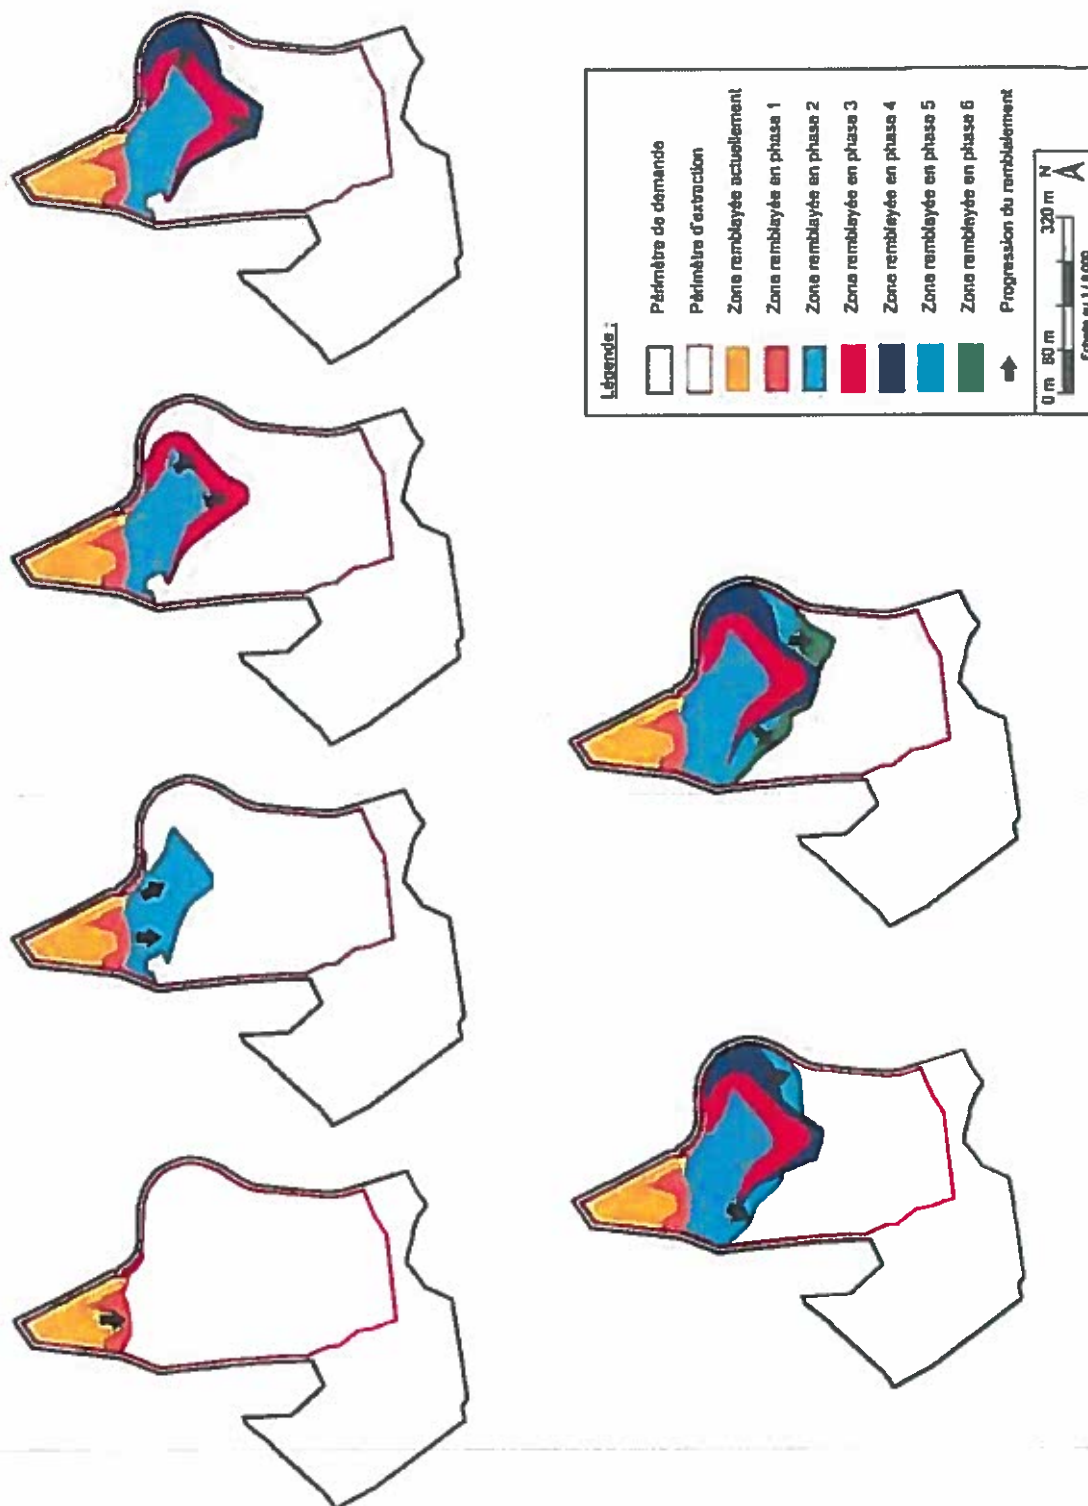 Légende :
Périmètre de demande
Périmètre d'extraction
Zone remblayée actuellement
Zone remblayée en phase 1
Zone remblayée en phase 2
Zone remblayée en phase 3
Zone remblayée en phase 4
Zone remblayée en phase 5
Zone remblayée en phase 6
Progression du remblaiement
0 m 80 m 320 m N